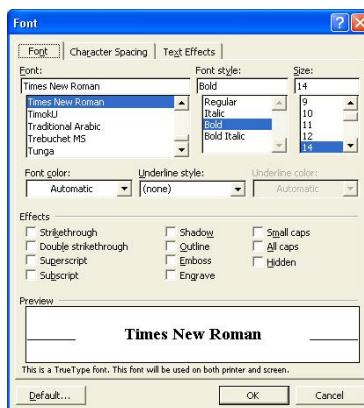 Font
Font Character Spacing Text Effects
Font: Font style: Size:
Times New Roman Bold 14
Times New Roman Regular 9
TimokU Italic 10
Traditional Arabic Bold 11
Trebuchet MS Bold Italic 12
Tunga 14
Font color: Underline style: Underline color:
Automatic (none) Automatic
Effects
Strikethrough Shadow Small caps
Double strikethrough Outline All caps
Superscript Emboss Hidden
Subscript Engrave
Preview
Times New Roman
This is a TrueType font. This font will be used on both printer and screen.
Default... OK Cancel